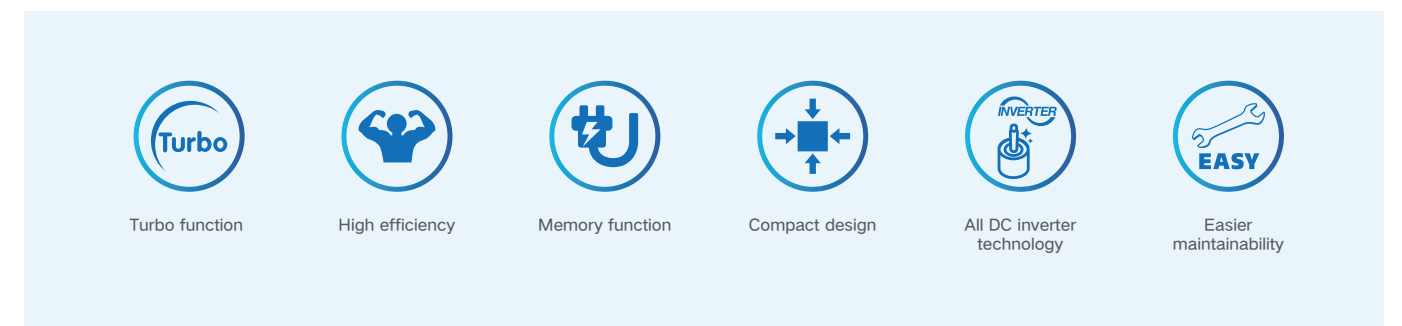 Turbo
INVERTER
EASY
Turbo function
High efficiency
Memory function
Compact design
All DC inverter
technology
Easier
maintainability